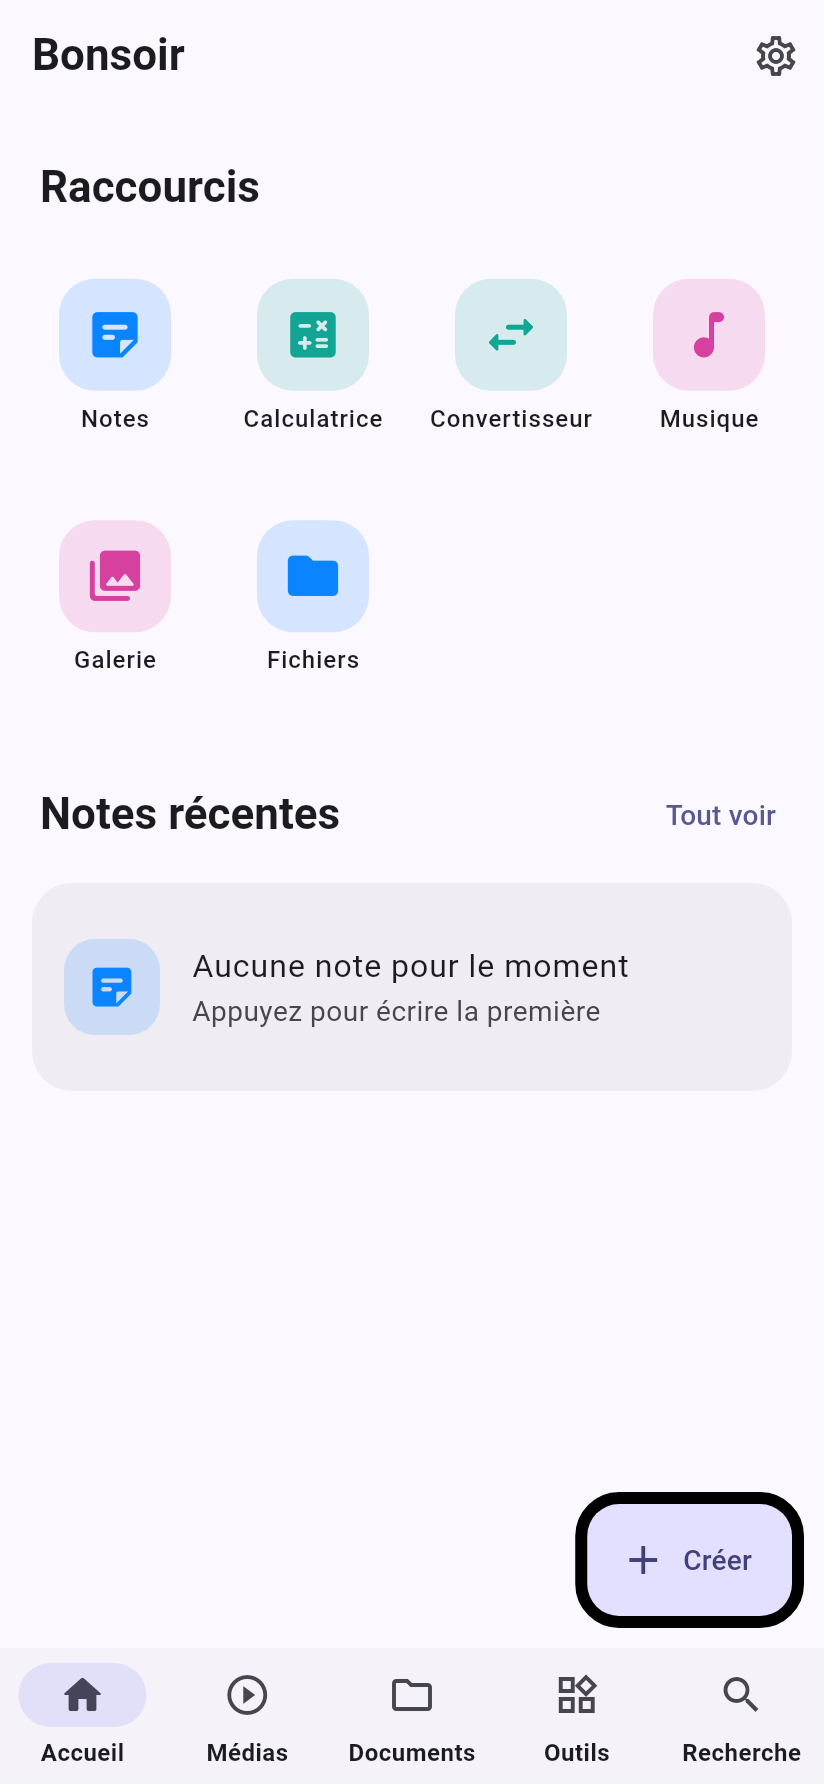 Bonsoir
Raccourcis
Notes
Calculatrice
Convertisseur
Musique
Galerie
Fichiers
Notes récentes
Tout voir
Aucune note pour le moment
Appuyez pour écrire la première
Créer
Accueil
Médias
Documents
Outils
Recherche